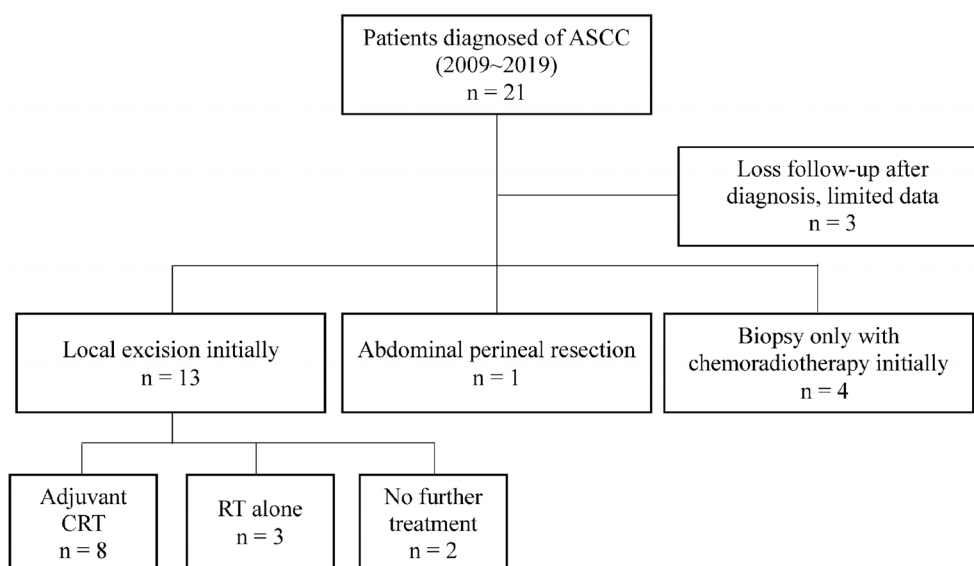 Patients diagnosed of ASCC
(2009~2019)
n = 21
Loss follow-up after
diagnosis, limited data
n = 3
Local excision initially
n = 13
Abdominal perineal resection
n = 1
Biopsy only with
chemoradiotherapy initially
n = 4
Adjuvant
CRT
n = 8
RT alone
n = 3
No further
treatment
n = 2